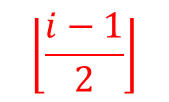 ⌊(i − 1)/2⌋